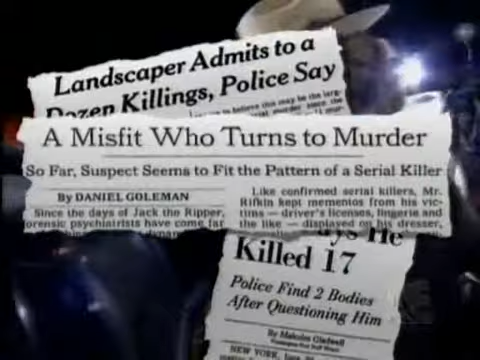 Landscaper Admits to a
Dozen Killings, Police Say
A Misfit Who Turns to Murder
So Far, Suspect Seems to Fit the Pattern of a Serial Killer
By DANIEL GOLEMAN
Since the days of Jack the Ripper,
forensic psychiatrists have come far
Like confirmed serial killers, Mr.
Rifkin kept mementos from his vic-
tims — driver's licenses, lingerie and
the like — displayed on his dresser,
Says He
Killed 17
Police Find 2 Bodies
After Questioning Him
By Malcolm Gladwell
NEW YORK,